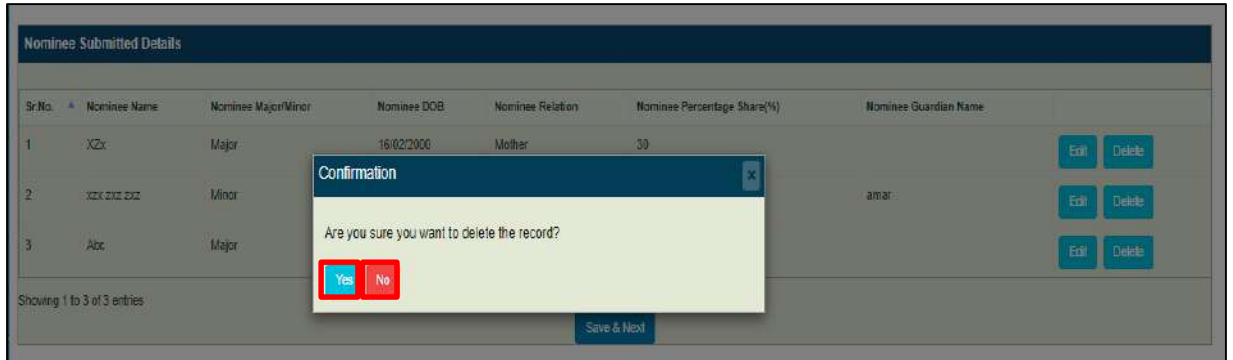 Nominee Submitted Details
Sr.No. Nominee Name Nominee Major/Minor Nominee DOB Nominee Relation Nominee Percentage Share(%) Nominee Guardian Name
1 XZx Major 16/02/2000 Mother 30 Edit Delete
Confirmation x
2 xzx zxz zxz Minor amar Edit Delete
Are you sure you want to delete the record?
3 Abc Major Edit Delete
Yes No
Showing 1 to 3 of 3 entries
Save & Next